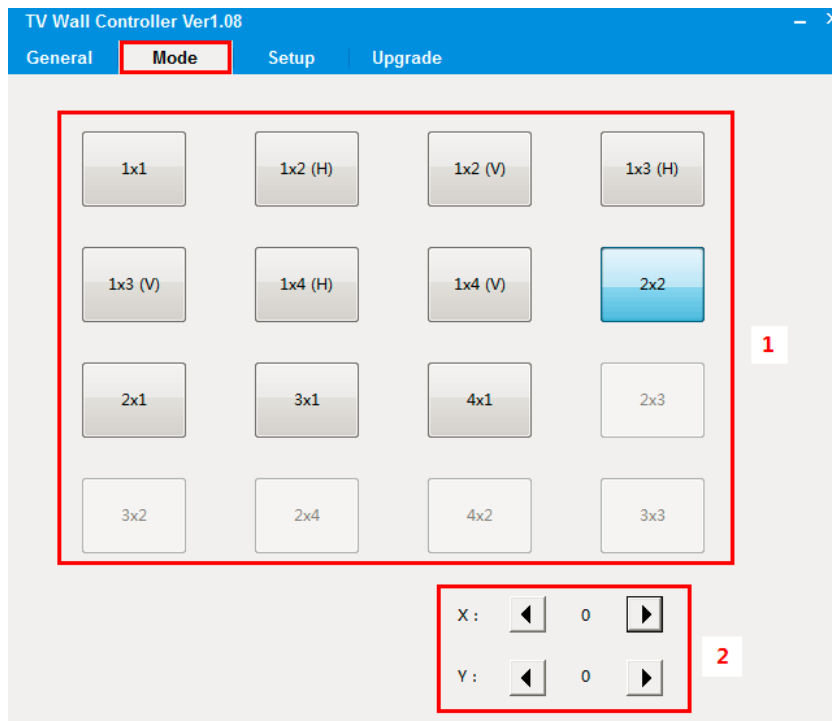 TV Wall Controller Ver1.08
General Mode Setup Upgrade
1x1 1x2 (H) 1x2 (V) 1x3 (H)
1x3 (V) 1x4 (H) 1x4 (V) 2x2
1
2x1 3x1 4x1 2x3
3x2 2x4 4x2 3x3
X : 0
2
Y : 0